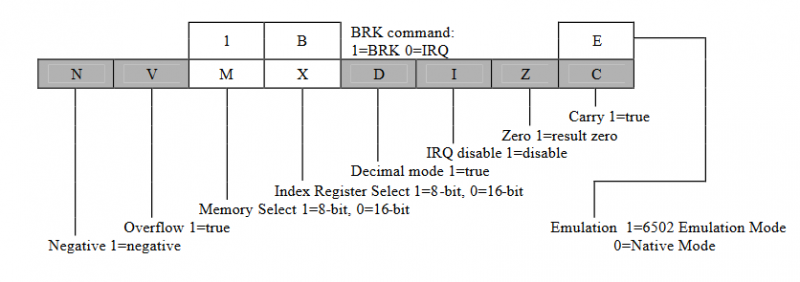 1 B BRK command: E
1=BRK 0=IRQ
N V M X D I Z C
Carry 1=true
Zero 1=result zero
IRQ disable 1=disable
Decimal mode 1=true
Index Register Select 1=8-bit, 0=16-bit
Memory Select 1=8-bit, 0=16-bit
Overflow 1=true
Negative 1=negative
Emulation 1=6502 Emulation Mode
0=Native Mode